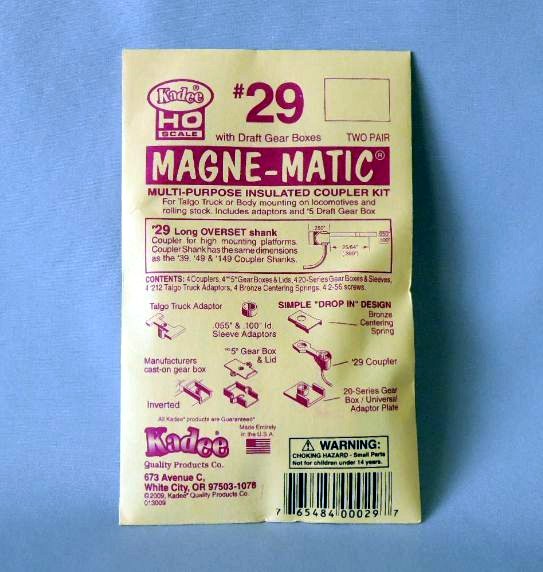 Kadee®
HO
SCALE
#29
with Draft Gear Boxes TWO PAIR
MAGNE-MATIC®
MULTI-PURPOSE INSULATED COUPLER KIT
For Talgo Truck or Body mounting on locomotives and
rolling stock. Includes adaptors and #5 Draft Gear Box
#29 Long OVERSET shank
Coupler for high mounting platforms.
Coupler Shank has the same dimensions
as the #39, #49 & #149 Coupler Shanks.
25/64"
CONTENTS: 4 Couplers, 4 #5" Gear Boxes & Lids, 4 20-Series Gear Boxes & Sleeves,
4 #212 Talgo Truck Adaptors, 4 Bronze Centering Springs, 4 2-56 screws.
Talgo Truck Adaptor
.055" & .100" Id.
Sleeve Adaptors
SIMPLE "DROP IN" DESIGN
Bronze
Centering
Spring
Manufacturers
cast-on gear box
"#5" Gear Box
& Lid
#29 Coupler
Inverted
20-Series Gear
Box / Universal
Adaptor Plate
All Kadee® products are Guaranteed*
Kadee®
Made Entirely
in the U.S.A.
Quality Products Co.
673 Avenue C,
White City, OR 97503-1078
©2009, Kadee® Quality Products Co.
013009
WARNING:
CHOKING HAZARD - Small Parts
Not for children under 14 years.
7 65484 00029 7